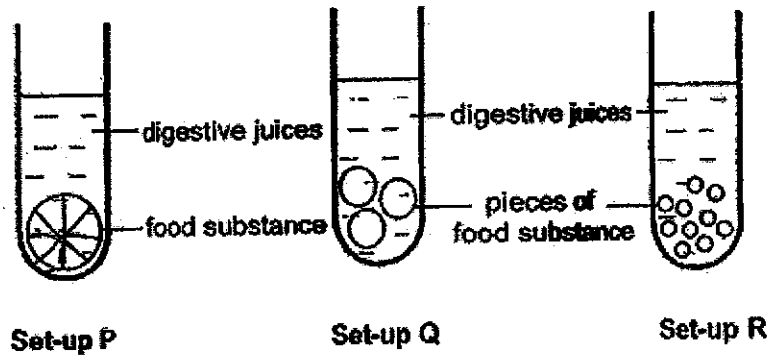 digestive juices
food substance
digestive juices
pieces of
food substance
Set-up P
Set-up Q
Set-up R